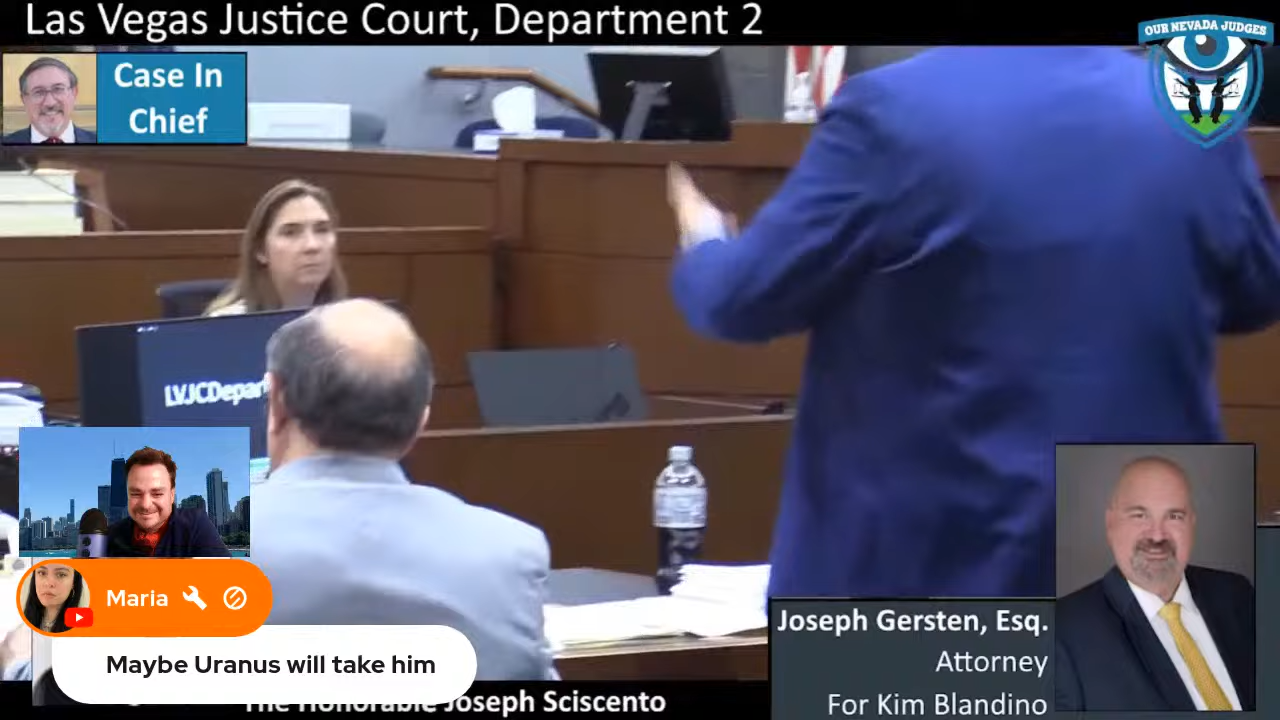 Las Vegas Justice Court, Department 2
OUR NEVADA JUDGES
Case In
Chief
LVJCDepar
Maria
Maybe Uranus will take him
Joseph Gersten, Esq.
Attorney
For Kim Blandino
The Honorable Joseph Sciscento